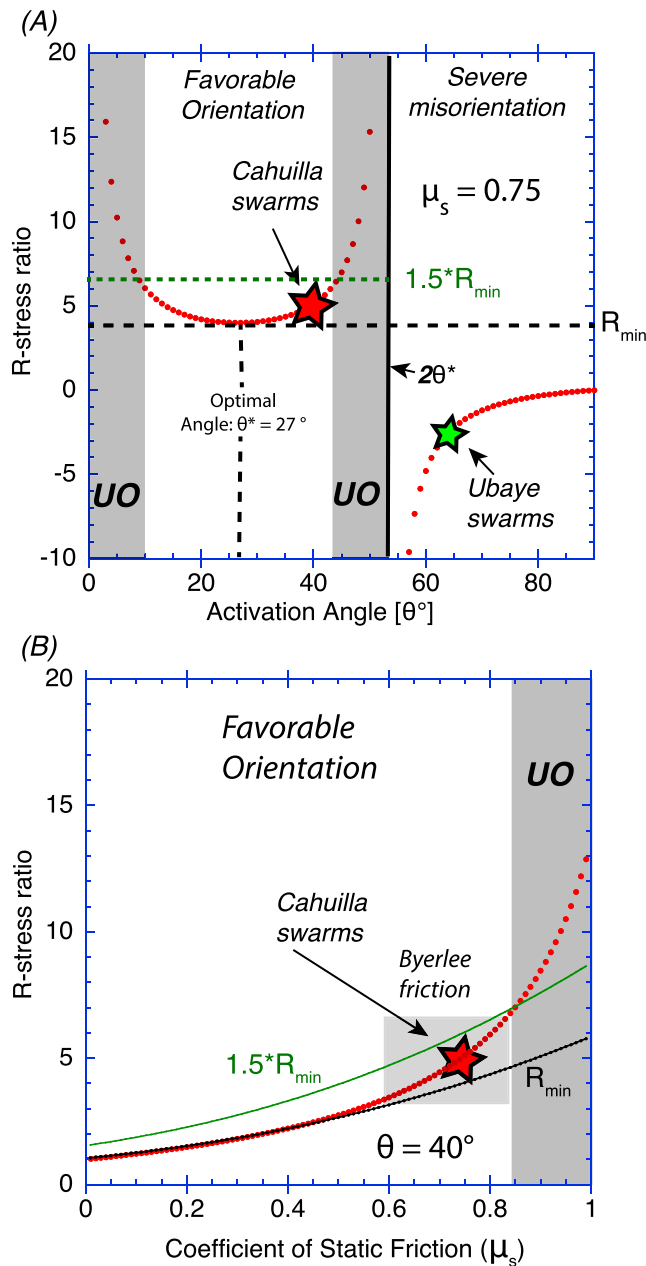 (A)
20
15
10
5
0
-5
-10
R-stress ratio
Favorable
Orientation
Severe
misorientation
Cahuilla
swarms
μs = 0.75
1.5*Rmin
Rmin
2θ*
Optimal
Angle: θ* = 27 °
UO
UO
Ubaye
swarms
0 20 40 60 80
Activation Angle [θ°]
(B)
20
15
10
5
0
R-stress ratio
Favorable
Orientation
UO
Cahuilla
swarms
Byerlee
friction
1.5*Rmin
Rmin
θ = 40°
0 0.2 0.4 0.6 0.8 1
Coefficient of Static Friction (μs)